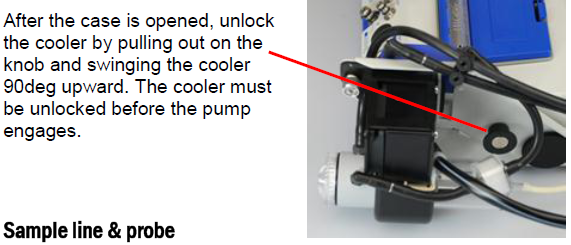 After the case is opened, unlock
the cooler by pulling out on the
knob and swinging the cooler
90deg upward. The cooler must
be unlocked before the pump
engages.
Sample line & probe